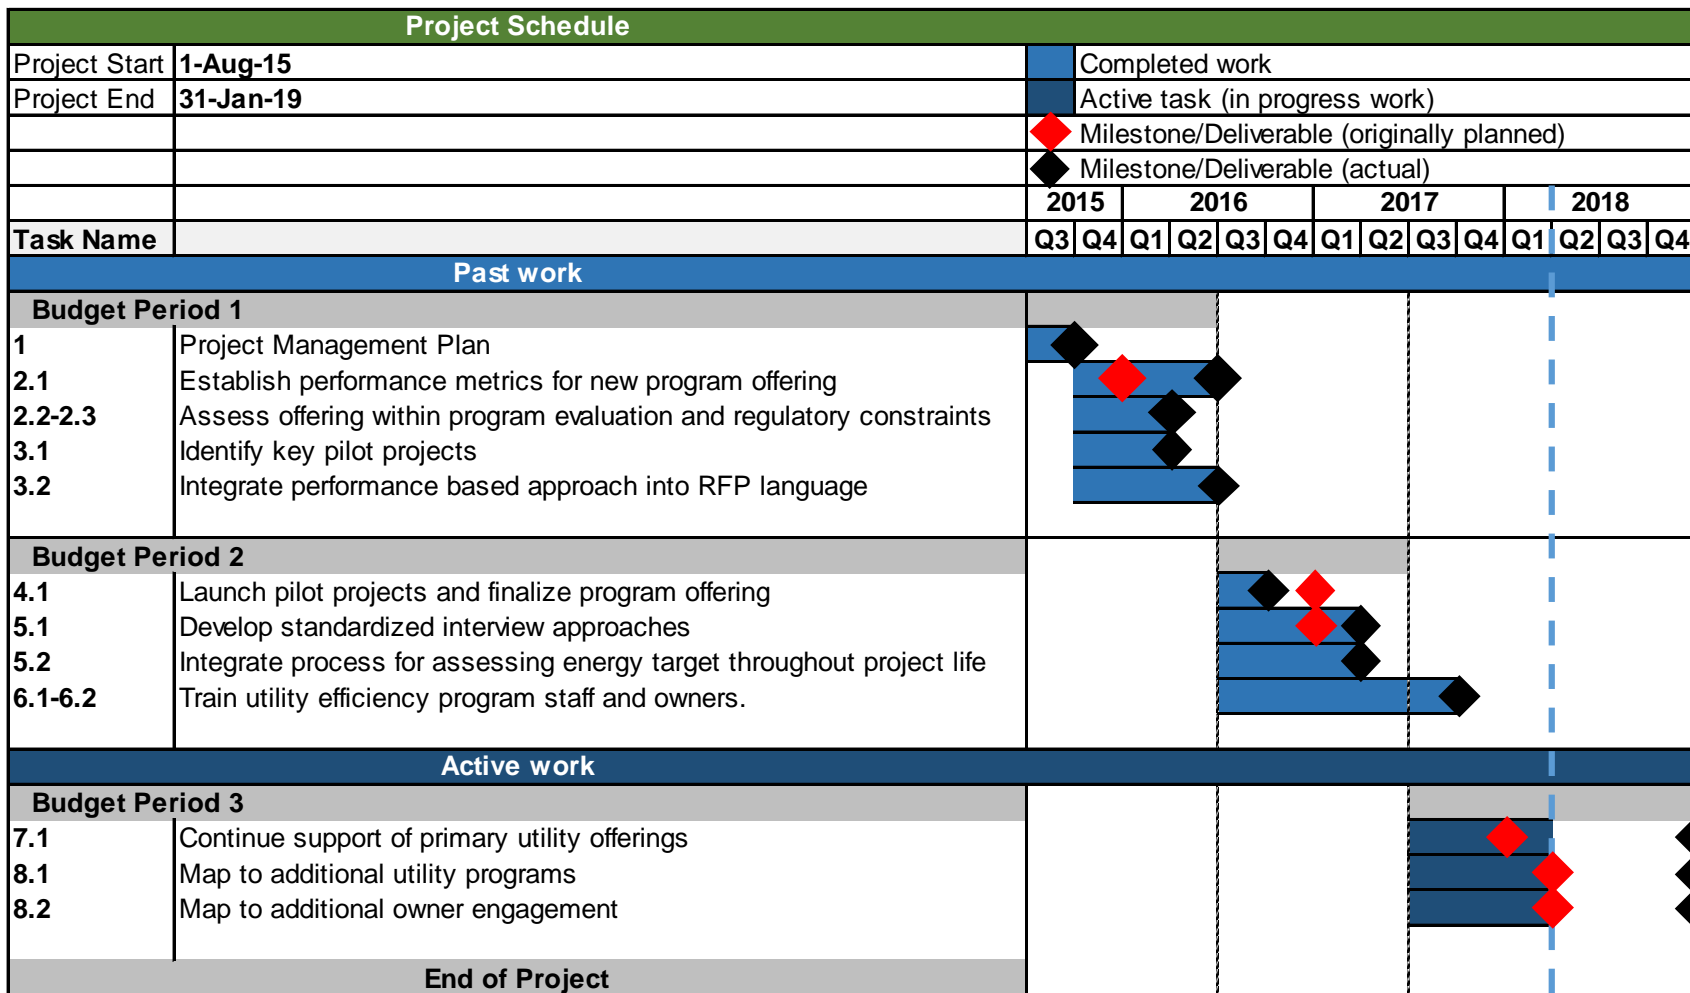 Project Schedule
Project Start 1-Aug-15 Completed work
Project End 31-Jan-19 Active task (in progress work)
Milestone/Deliverable (originally planned)
Milestone/Deliverable (actual)
2015 2016 2017 2018
Task Name Q3 Q4 Q1 Q2 Q3 Q4 Q1 Q2 Q3 Q4 Q1 Q2 Q3 Q4
Past work
Budget Period 1
1 Project Management Plan
2.1 Establish performance metrics for new program offering
2.2-2.3 Assess offering within program evaluation and regulatory constraints
3.1 Identify key pilot projects
3.2 Integrate performance based approach into RFP language
Budget Period 2
4.1 Launch pilot projects and finalize program offering
5.1 Develop standardized interview approaches
5.2 Integrate process for assessing energy target throughout project life
6.1-6.2 Train utility efficiency program staff and owners.
Active work
Budget Period 3
7.1 Continue support of primary utility offerings
8.1 Map to additional utility programs
8.2 Map to additional owner engagement
End of Project